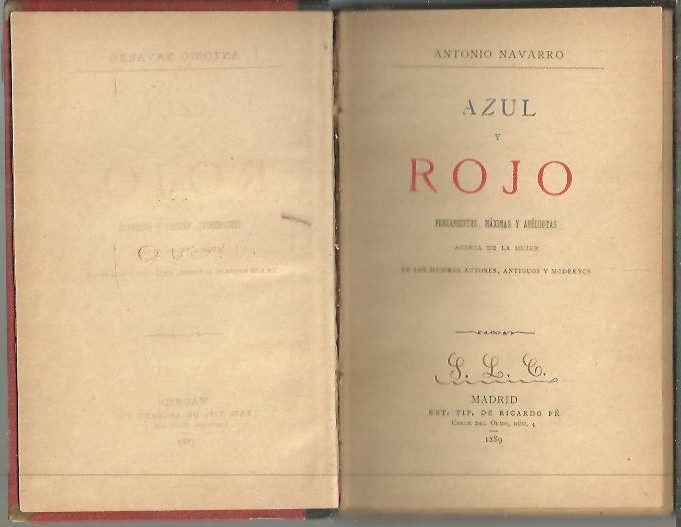 ANTONIO NAVARRO
AZUL
Y
ROJO
PENSAMIENTOS, MÁXIMAS Y ANÉCDOTAS
ACERCA DE LA MUJER
DE LOS MEJORES AUTORES, ANTIGUOS Y MODERNOS
S. L. C.
MADRID
EST. TIP. DE RICARDO FÉ
CALLE DEL OLMO, NÚM. 4
1889